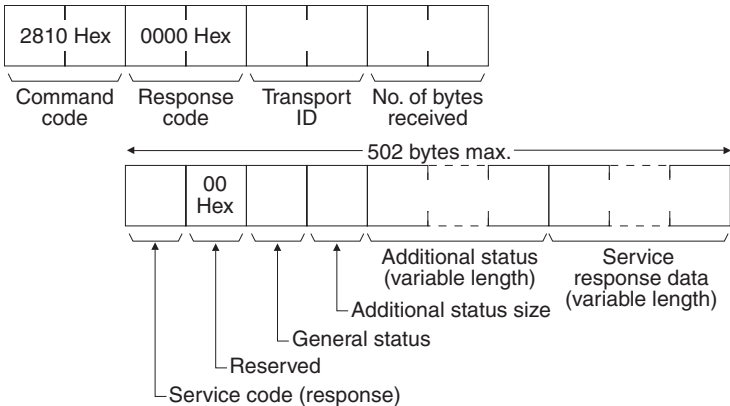 2810 Hex 0000 Hex
Command code Response code Transport ID No. of bytes received
502 bytes max.
00 Hex
Additional status (variable length) Service response data (variable length)
Additional status size
General status
Reserved
Service code (response)